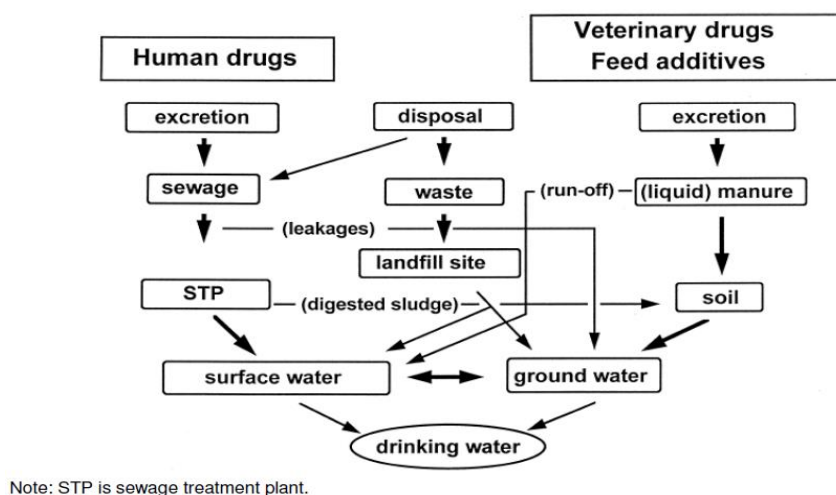 Human drugs
Veterinary drugs
Feed additives
excretion
disposal
excretion
sewage
waste
(run-off)
(liquid) manure
(leakages)
landfill site
STP
(digested sludge)
soil
surface water
ground water
drinking water
Note: STP is sewage treatment plant.